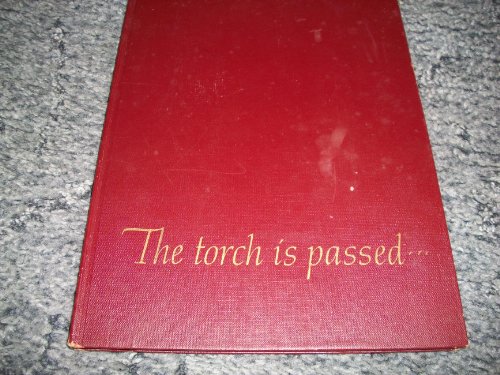 The torch is passed...